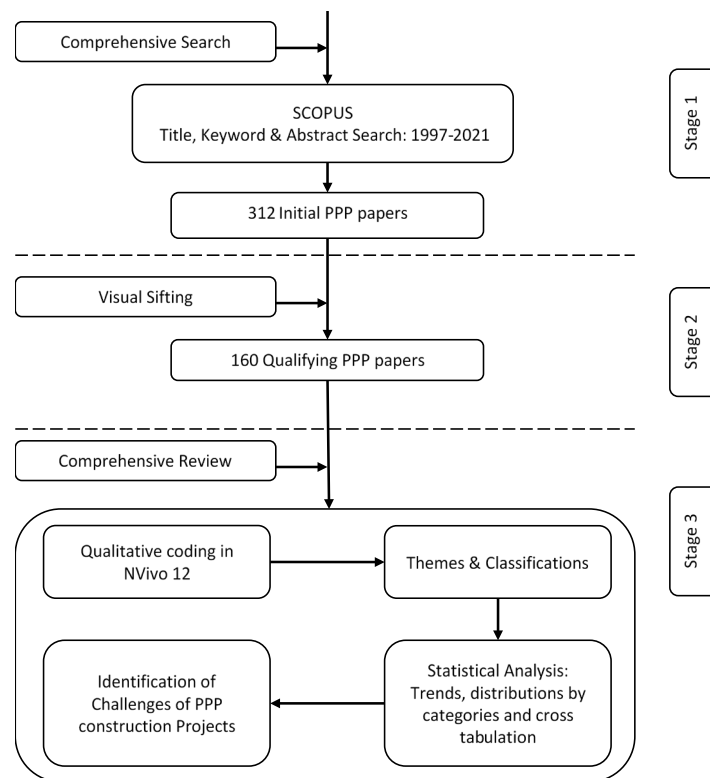 Comprehensive Search
SCOPUS
Title, Keyword & Abstract Search: 1997-2021
312 Initial PPP papers
Stage 1
Visual Sifting
160 Qualifying PPP papers
Stage 2
Comprehensive Review
Stage 3
Qualitative coding in
NVivo 12
Themes & Classifications
Statistical Analysis:
Trends, distributions by
categories and cross
tabulation
Identification of
Challenges of PPP
construction Projects